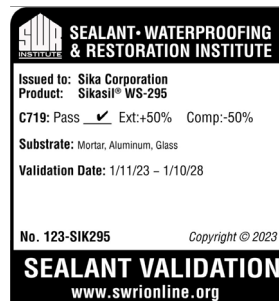 SWR
INSTITUTE
SEALANT • WATERPROOFING
& RESTORATION INSTITUTE
Issued to: Sika Corporation
Product: Sikasil® WS-295
C719: Pass ✔ Ext:+50% Comp:-50%
Substrate: Mortar, Aluminum, Glass
Validation Date: 1/11/23 – 1/10/28
No. 123-SIK295 Copyright © 2023
SEALANT VALIDATION
www.swrionline.org